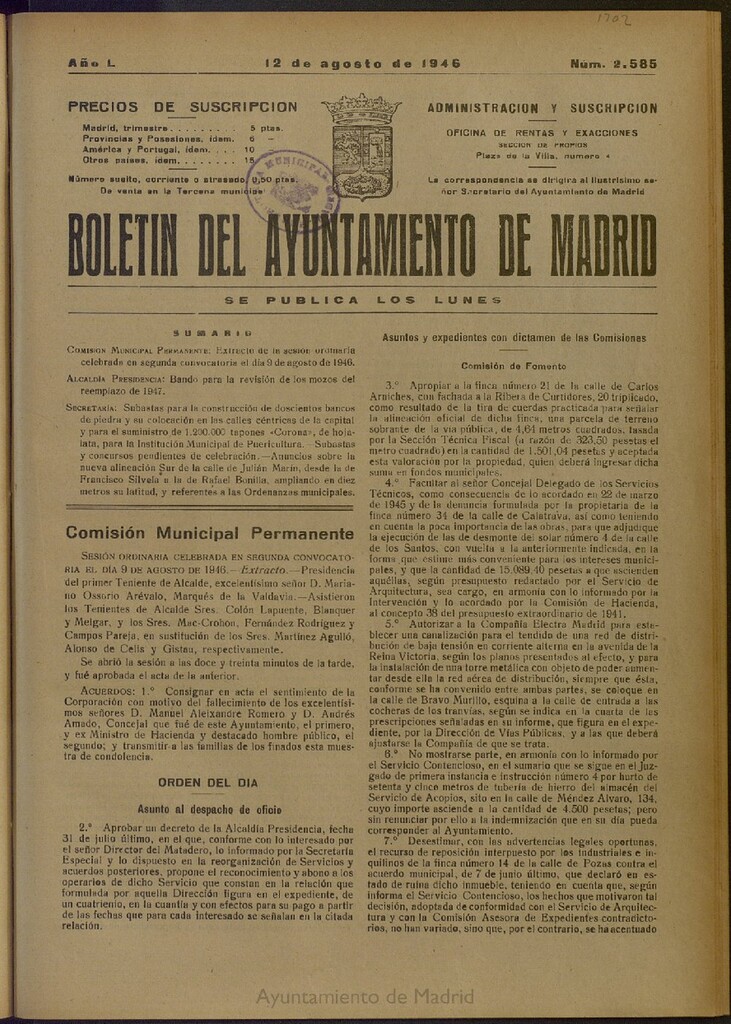 1702
Año L
12 de agosto de 1946
Núm. 2.585
PRECIOS DE SUSCRIPCION
Madrid, trimestre . . . . . . . . . 5 ptas.
Provincias y Posesiones, ídem. 6 —
América y Portugal, ídem. . . . 10
Otros países, ídem. . . . . . . . . 15
Número suelto, corriente o atrasado, 0,50 ptas.
De venta en la Tercena municipal
ADMINISTRACION Y SUSCRIPCION
OFICINA DE RENTAS Y EXACCIONES
SECCION DE PROPIOS
Plaza de la Villa, número 4
La correspondencia se dirigirá al Ilustrísimo se-
ñor Secretario del Ayuntamiento de Madrid
MUNICIPAL
BOLETIN DEL AYUNTAMIENTO DE MADRID
SE PUBLICA LOS LUNES
SUMARIO
COMISION MUNICIPAL PERMANENTE: Extracto de la sesión ordinaria
celebrada en segunda convocatoria el día 9 de agosto de 1946.
ALCALDÍA PRESIDENCIA: Bando para la revisión de los mozos del
reemplazo de 1947.
SECRETARÍA: Subastas para la construcción de doscientos bancos
de piedra y su colocación en las calles céntricas de la capital
y para el suministro de 1.200.000 tapones «Corona», de hoja-
lata, para la Institución Municipal de Puericultura.—Subastas
y concursos pendientes de celebración.—Anuncios sobre la
nueva alineación Sur de la calle de Julián Marín, desde la de
Francisco Silvela a la de Rafael Bonilla, ampliando en diez
metros su latitud, y referentes a las Ordenanzas municipales.
Comisión Municipal Permanente
SESIÓN ORDINARIA CELEBRADA EN SEGUNDA CONVOCATO-
RIA EL DÍA 9 DE AGOSTO DE 1946.—Extracto.—Presidencia
del primer Teniente de Alcalde, excelentísimo señor D. Maria-
no Ossorio Arévalo, Marqués de la Valdavia.—Asistieron
los Tenientes de Alcalde Sres. Colón Lapuente, Blanquer
y Melgar, y los Sres. Mac-Crohon, Fernández Rodríguez y
Campos Pareja, en sustitución de los Sres. Martínez Agulló,
Alonso de Celis y Gistau, respectivamente.
Se abrió la sesión a las doce y treinta minutos de la tarde,
y fué aprobada el acta de la anterior.
ACUERDOS: 1.° Consignar en acta el sentimiento de la
Corporación con motivo del fallecimiento de los excelentísi-
mos señores D. Manuel Aleixandre Romero y D. Andrés
Amado, Concejal que fué de este Ayuntamiento, el primero,
y ex Ministro de Hacienda y destacado hombre público, el
segundo; y transmitir a las familias de los finados esta mues-
tra de condolencia.
ORDEN DEL DIA
Asunto al despacho de oficio
2.° Aprobar un decreto de la Alcaldía Presidencia, fecha
31 de julio último, en el que, conforme con lo interesado por
el señor Director del Matadero, lo informado por la Secretaría
Especial y lo dispuesto en la reorganización de Servicios y
acuerdos posteriores, propone el reconocimiento y abono a los
operarios de dicho Servicio que constan en la relación que
formulada por aquella Dirección figura en el expediente, de
un cuatrienio, en la cuantía y con efectos para su pago a partir
de las fechas que para cada interesado se señalan en la citada
relación.
Asuntos y expedientes con dictamen de las Comisiones
Comisión de Fomento
3.° Apropiar a la finca número 21 de la calle de Carlos
Arniches, con fachada a la Ribera de Curtidores, 20 triplicado,
como resultado de la tira de cuerdas practicada para señalar
la alineación oficial de dicha finca, una parcela de terreno
sobrante de la vía pública, de 4,64 metros cuadrados, tasada
por la Sección Técnica Fiscal (a razón de 323,50 pesetas el
metro cuadrado) en la cantidad de 1.501,04 pesetas y aceptada
esta valoración por la propiedad, quien deberá ingresar dicha
suma en fondos municipales.
4.° Facultar al señor Concejal Delegado de los Servicios
Técnicos, como consecuencia de lo acordado en 22 de marzo
de 1945 y de la denuncia formulada por la propietaria de la
finca número 34 de la calle de Calatrava, así como teniendo
en cuenta la poca importancia de las obras, para que adjudique
la ejecución de las de desmonte del solar número 4 de la calle
de los Santos, con vuelta a la anteriormente indicada, en la
forma que estime más conveniente para los intereses munici-
pales, y que la cantidad de 15.089,40 pesetas a que ascienden
aquéllas, según presupuesto redactado por el Servicio de
Arquitectura, sea cargo, en armonía con lo informado por la
Intervención y lo acordado por la Comisión de Hacienda,
al concepto 38 del presupuesto extraordinario de 1941.
5.° Autorizar a la Compañía Electra Madrid para esta-
blecer una canalización para el tendido de una red de distri-
bución de baja tensión en corriente alterna en la avenida de la
Reina Victoria, según los planos presentados al efecto, y para
la instalación de una torre metálica con objeto de poder aumen-
tar desde ella la red aérea de distribución, siempre que ésta,
conforme se ha convenido entre ambas partes, se coloque en
la calle de Bravo Murillo, esquina a la calle de entrada a las
cocheras de los tranvías, según se indica en la cuarta de las
prescripciones señaladas en su informe, que figura en el expe-
diente, por la Dirección de Vías Públicas, y a las que deberá
ajustarse la Compañía de que se trata.
6.° No mostrarse parte, en armonía con lo informado por
el Servicio Contencioso, en el sumario que se sigue en el Juz-
gado de primera instancia e instrucción número 4 por hurto de
setenta y cinco metros de tubería de hierro del almacén del
Servicio de Acopios, sito en la calle de Méndez Alvaro, 134,
cuyo importe asciende a la cantidad de 4.500 pesetas; pero
sin renunciar por ello a la indemnización que en su día pueda
corresponder al Ayuntamiento.
7.° Desestimar, con las advertencias legales oportunas,
el recurso de reposición interpuesto por los industriales e in-
quilinos de la finca número 14 de la calle de Pozas contra el
acuerdo municipal, de 7 de junio último, que declaró en es-
tado de ruina dicho inmueble, teniendo en cuenta que, según
informa el Servicio Contencioso, los hechos que motivaron tal
decisión, adoptada de conformidad con el Servicio de Arquitec-
tura y con la Comisión Asesora de Expedientes contradicto-
rios, no han variado, sino que, por el contrario, se ha acentuado
Ayuntamiento de Madrid